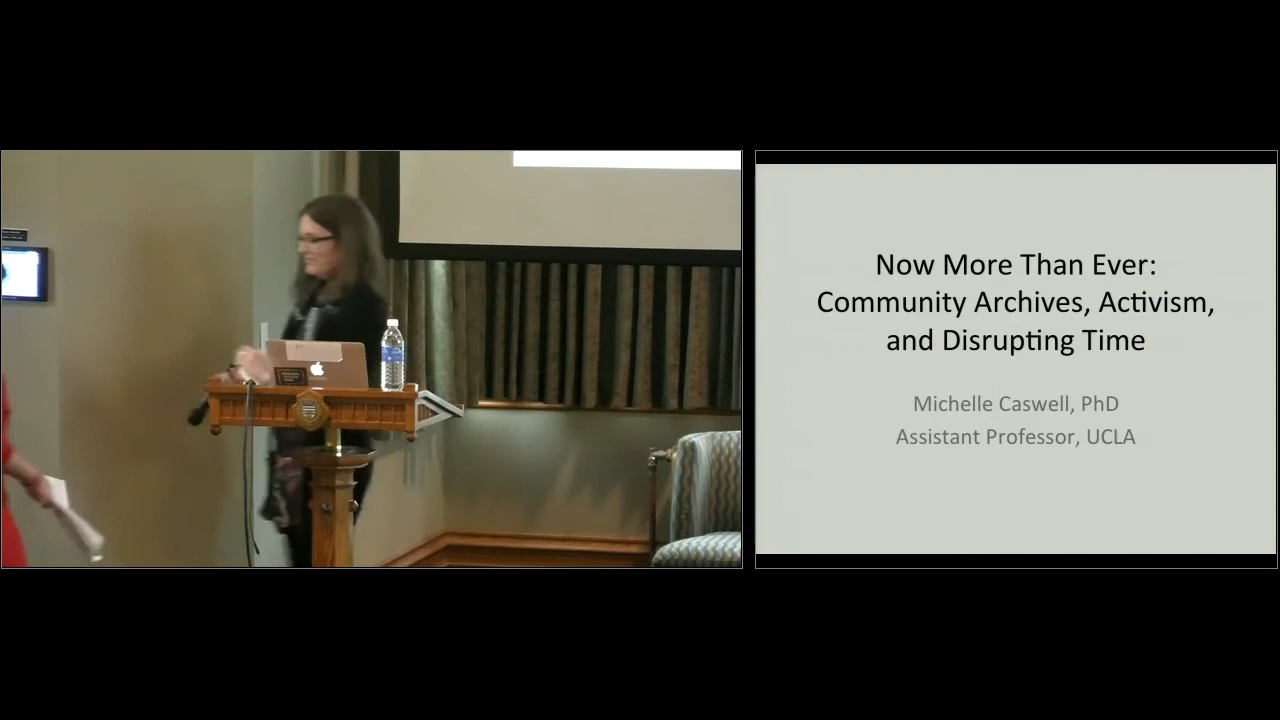 Now More Than Ever:
Community Archives, Activism,
and Disrupting Time
Michelle Caswell, PhD
Assistant Professor, UCLA